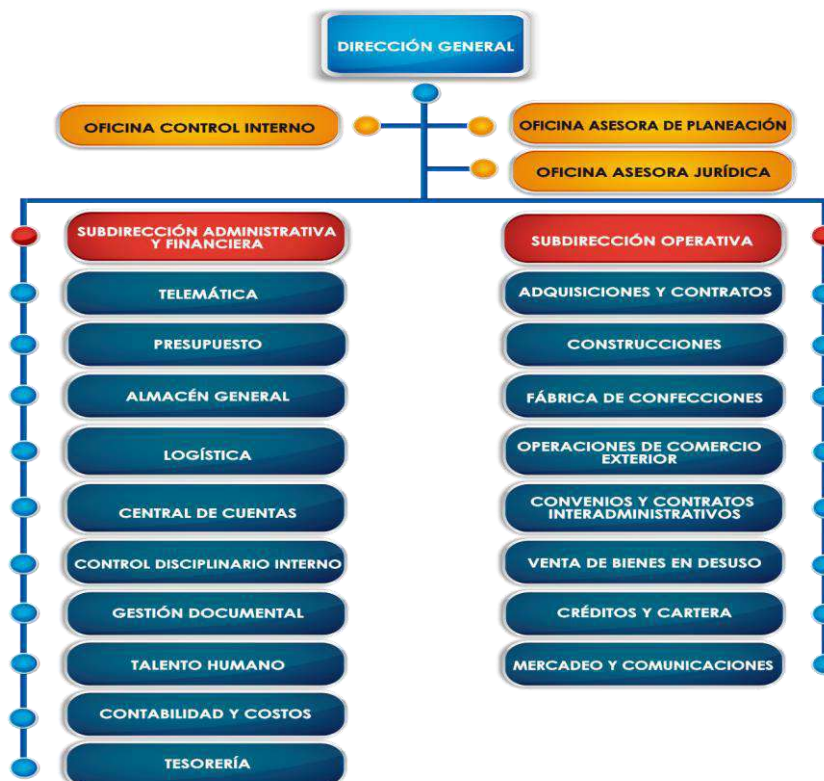 DIRECCIÓN GENERAL
OFICINA CONTROL INTERNO
OFICINA ASESORA DE PLANEACIÓN
OFICINA ASESORA JURÍDICA
SUBDIRECCIÓN ADMINISTRATIVA
Y FINANCIERA
TELEMÁTICA
PRESUPUESTO
ALMACÉN GENERAL
LOGÍSTICA
CENTRAL DE CUENTAS
CONTROL DISCIPLINARIO INTERNO
GESTIÓN DOCUMENTAL
TALENTO HUMANO
CONTABILIDAD Y COSTOS
TESORERÍA
SUBDIRECCIÓN OPERATIVA
ADQUISICIONES Y CONTRATOS
CONSTRUCCIONES
FÁBRICA DE CONFECCIONES
OPERACIONES DE COMERCIO
EXTERIOR
CONVENIOS Y CONTRATOS
INTERADMINISTRATIVOS
VENTA DE BIENES EN DESUSO
CRÉDITOS Y CARTERA
MERCADEO Y COMUNICACIONES